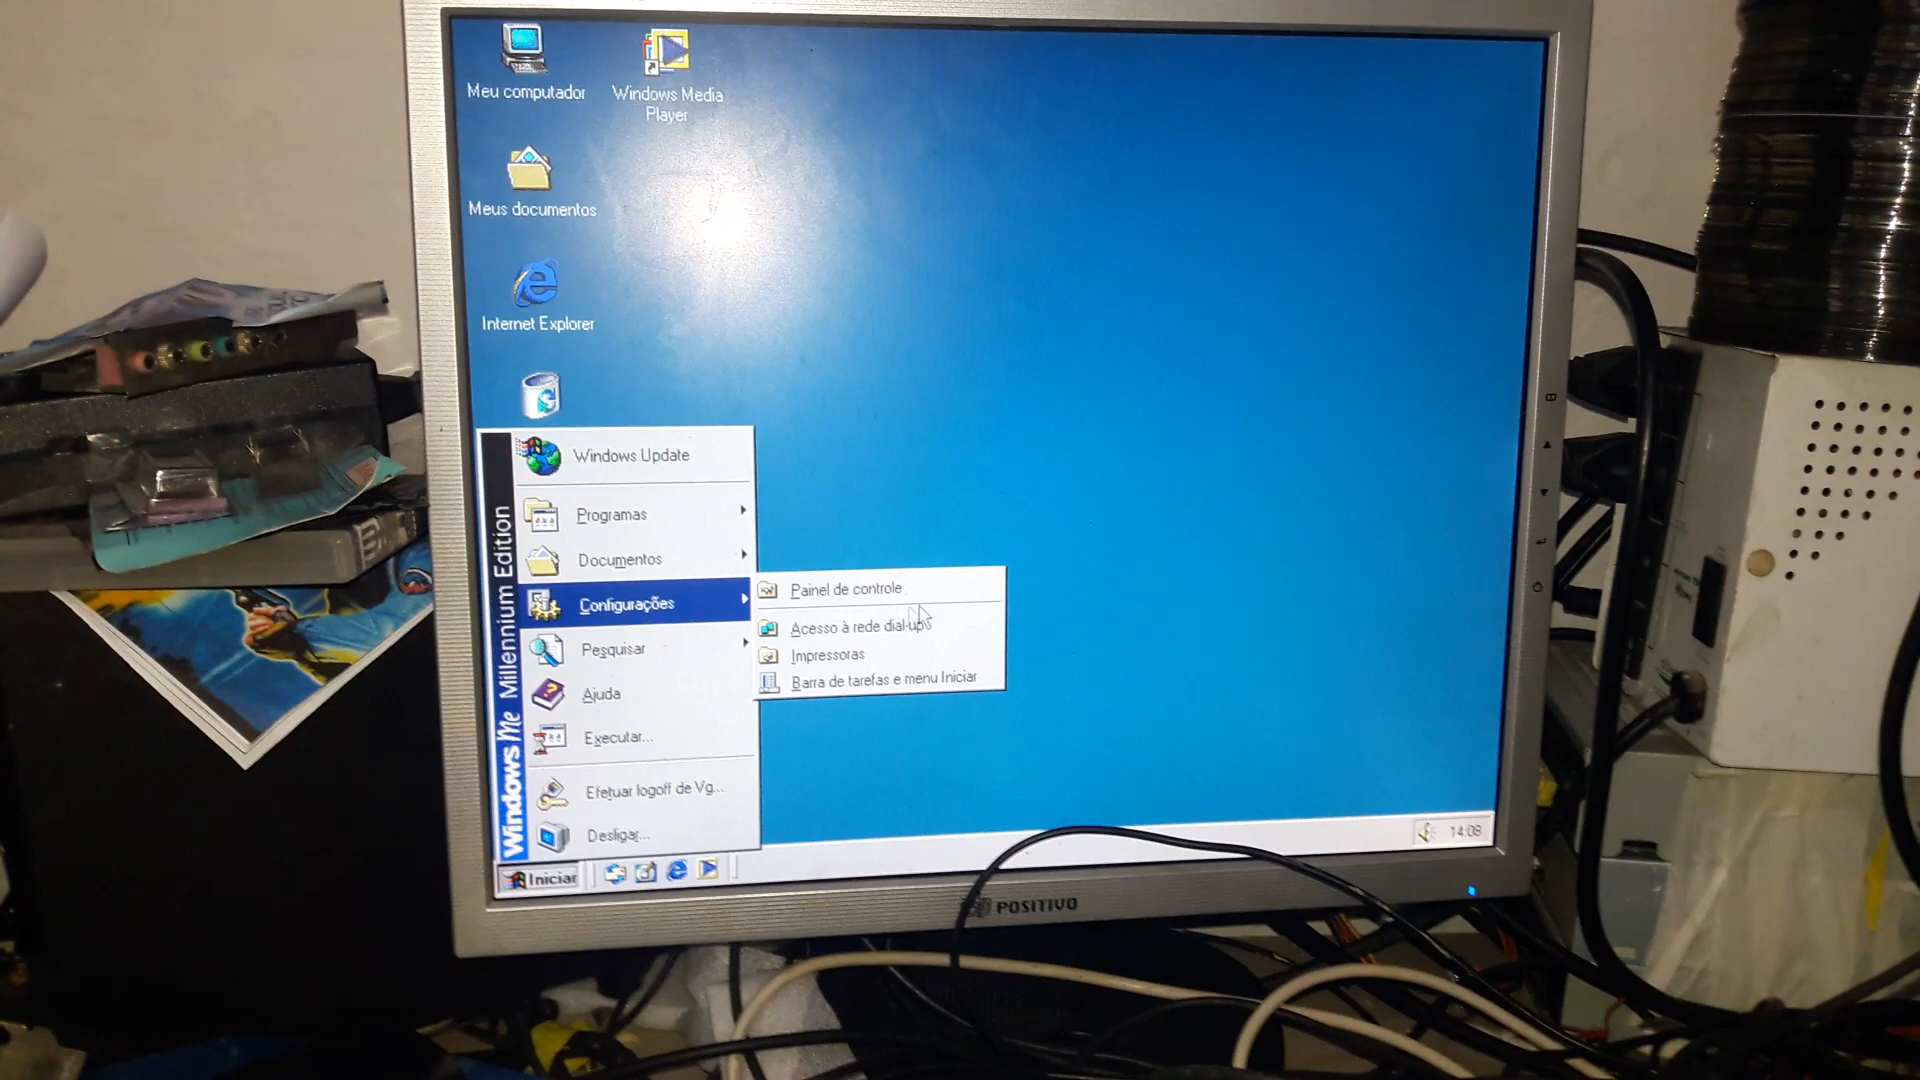 Meu computador
Windows Media
Player
Meus documentos
Internet Explorer
Windows Update
Programas
Documentos
Configurações
Pesquisar
Ajuda
Executar...
Efetuar logoff de Vg...
Desligar...
Windows Me Millennium Edition
Painel de controle
Acesso à rede dial-up
Impressoras
Barra de tarefas e menu Iniciar
Iniciar
14:08
POSITIVO